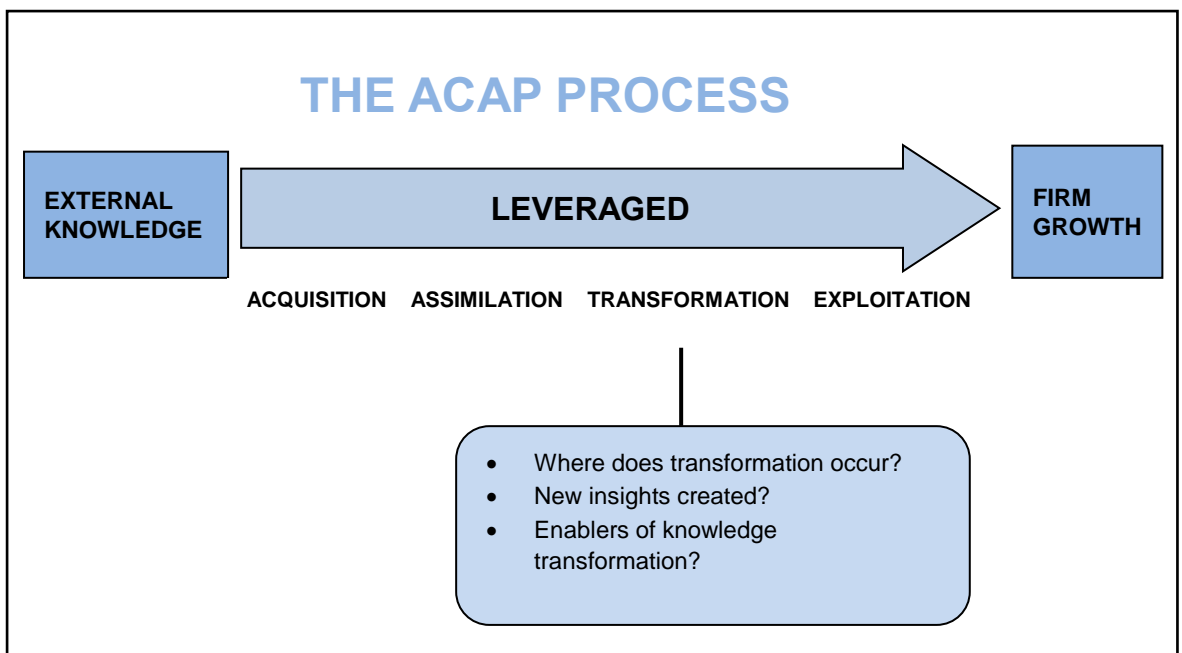 THE ACAP PROCESS
EXTERNAL
KNOWLEDGE
LEVERAGED
FIRM
GROWTH
ACQUISITION ASSIMILATION TRANSFORMATION EXPLOITATION
• Where does transformation occur?
• New insights created?
• Enablers of knowledge
transformation?